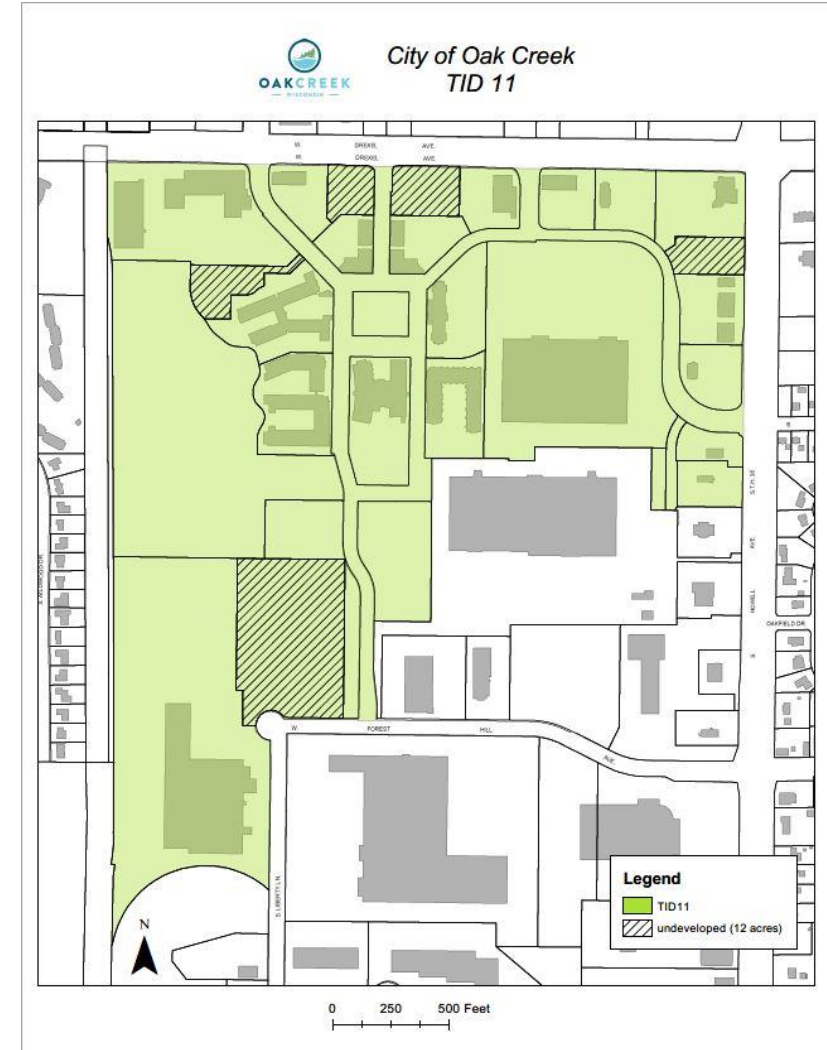 City of Oak Creek
TID 11
OAKCREEK
— WISCONSIN —
W. DREXEL AVE.
W. DREXEL AVE.
S.T.H. 38
S. HOWELL AVE.
OAKFIELD DR.
W. FOREST HILL AVE.
S. LIBERTY LN.
N
Legend
TID11
undeveloped (12 acres)
0 250 500 Feet